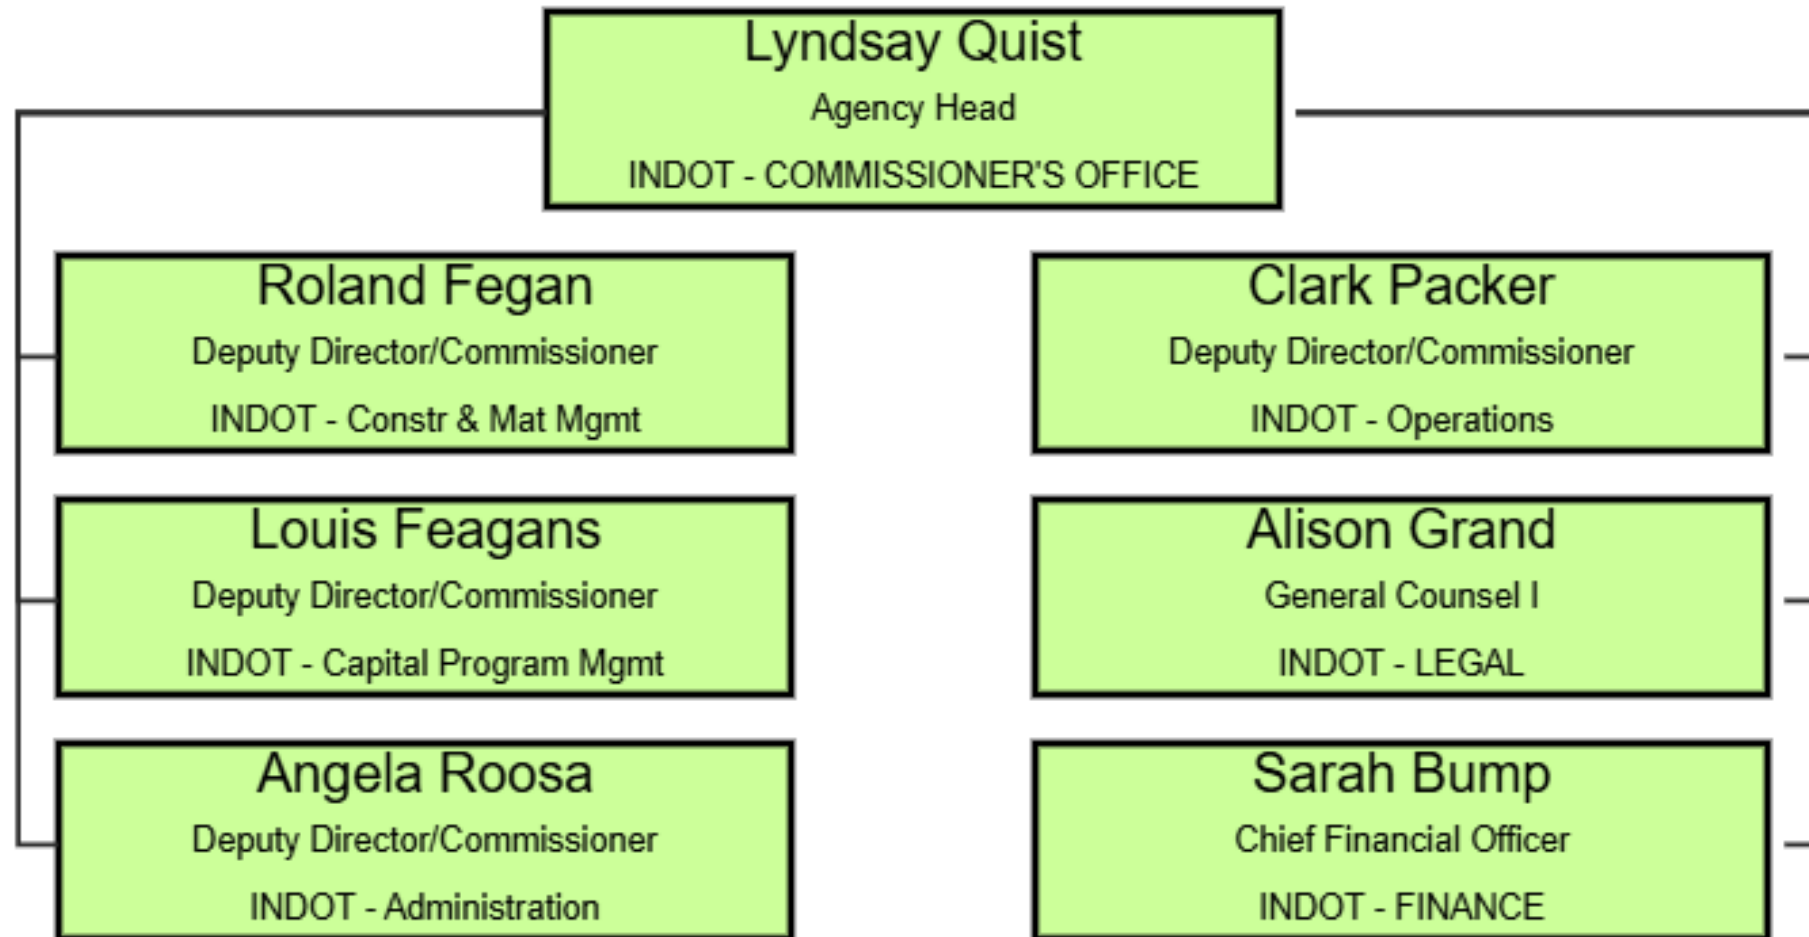 Lyndsay Quist
Agency Head
INDOT - COMMISSIONER'S OFFICE
Roland Fegan
Deputy Director/Commissioner
INDOT - Constr & Mat Mgmt
Clark Packer
Deputy Director/Commissioner
INDOT - Operations
Louis Feagans
Deputy Director/Commissioner
INDOT - Capital Program Mgmt
Alison Grand
General Counsel I
INDOT - LEGAL
Angela Roosa
Deputy Director/Commissioner
INDOT - Administration
Sarah Bump
Chief Financial Officer
INDOT - FINANCE